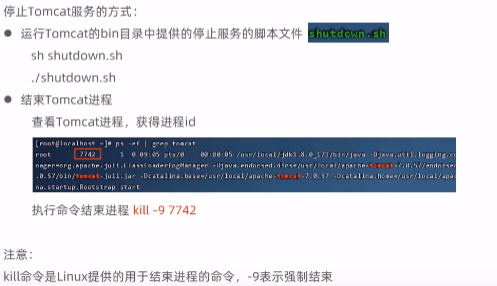 停止Tomcat服务的方式：
● 运行Tomcat的bin目录中提供的停止服务的脚本文件 shutdown.sh
sh shutdown.sh
./shutdown.sh
● 结束Tomcat进程
查看Tomcat进程，获得进程id
[root@localhost ~]# ps -ef | grep tomcat
root 7742 1 0 09:05 pts/0 00:00:05 /usr/local/jdk1.8.0_171/bin/java -Djava.util.logging.co
nager=org.apache.juli.ClassLoaderLogManager -Djava.endorsed.dirs=/usr/local/apache-tomcat-7.0.57/endorsed
.0.57/bin/tomcat-juli.jar -Dcatalina.base=/usr/local/apache-tomcat-7.0.57 -Dcatalina.home=/usr/local/apa
na.startup.Bootstrap start
执行命令结束进程 kill -9 7742
注意：
kill命令是Linux提供的用于结束进程的命令，-9表示强制结束